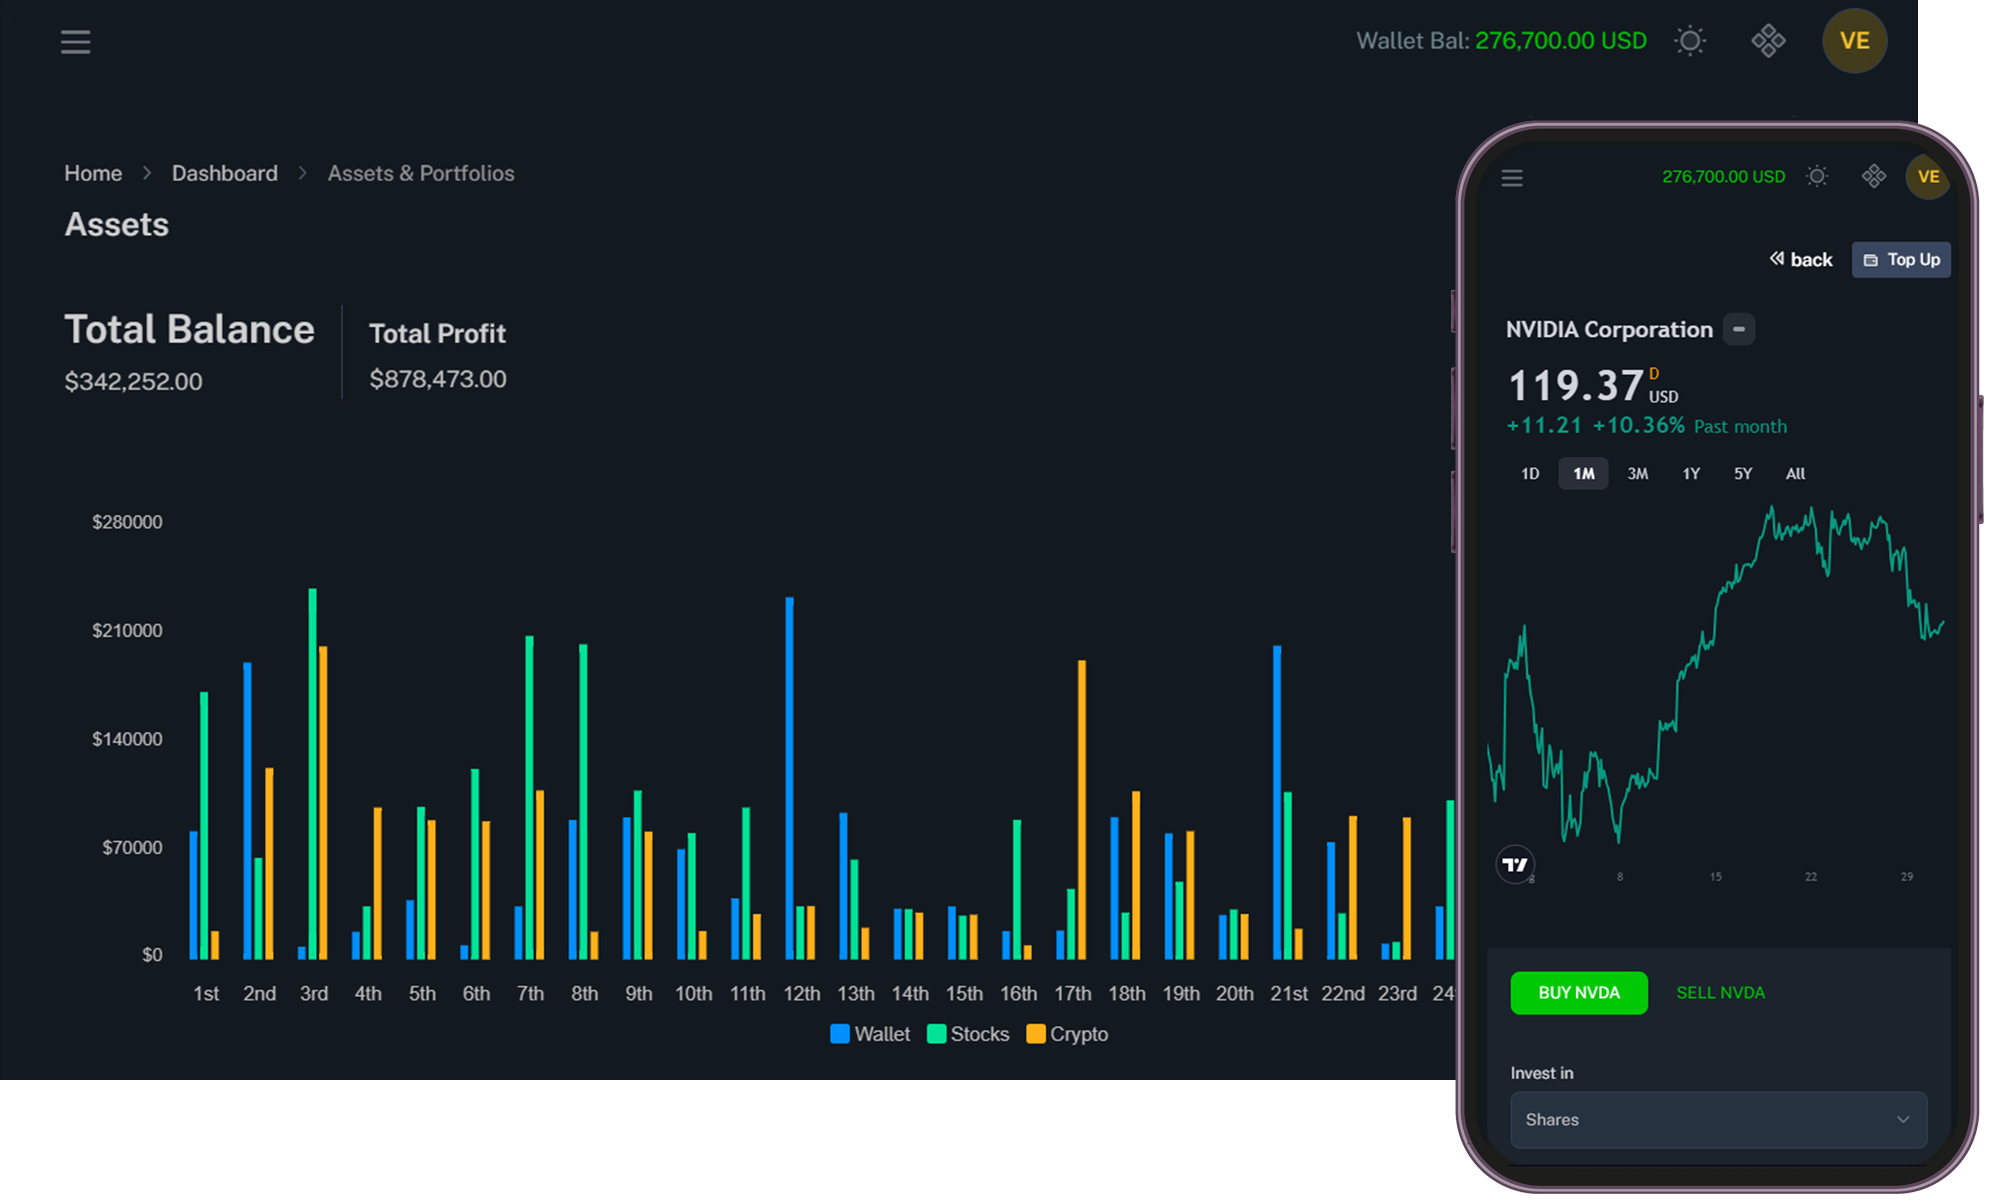 Wallet Bal: 276,700.00 USD
VE
Home > Dashboard > Assets & Portfolios
Assets
Total Balance
$342,252.00
Total Profit
$878,473.00
$280000
$210000
$140000
$70000
$0
1st 2nd 3rd 4th 5th 6th 7th 8th 9th 10th 11th 12th 13th 14th 15th 16th 17th 18th 19th 20th 21st 22nd 23rd 24
Wallet Stocks Crypto
276,700.00 USD
VE
back
Top Up
NVIDIA Corporation
119.37 D
USD
+11.21 +10.36% Past month
1D 1M 3M 1Y 5Y All
8 15 22 29
BUY NVDA SELL NVDA
Invest in
Shares